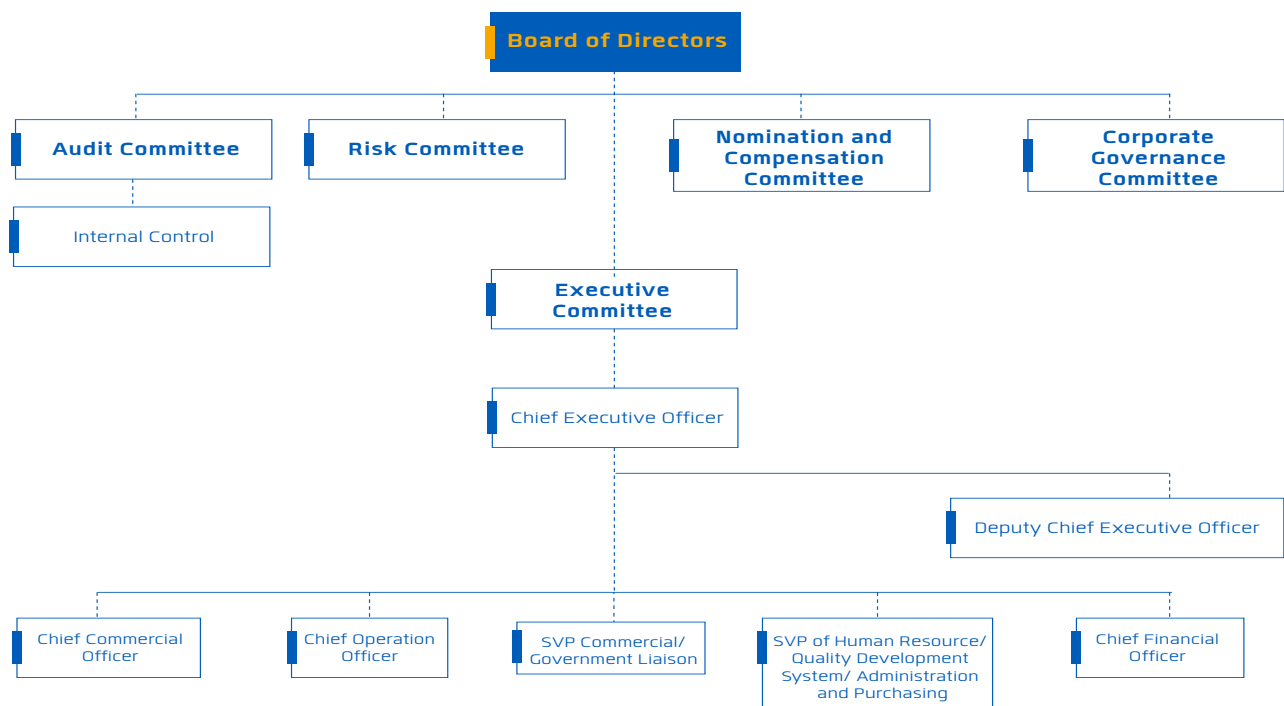 Board of Directors
Audit Committee
Risk Committee
Nomination and
Compensation
Committee
Corporate
Governance
Committee
Internal Control
Executive
Committee
Chief Executive Officer
Deputy Chief Executive Officer
Chief Commercial
Officer
Chief Operation
Officer
SVP Commercial/
Government Liaison
SVP of Human Resource/
Quality Development
System/ Administration
and Purchasing
Chief Financial
Officer